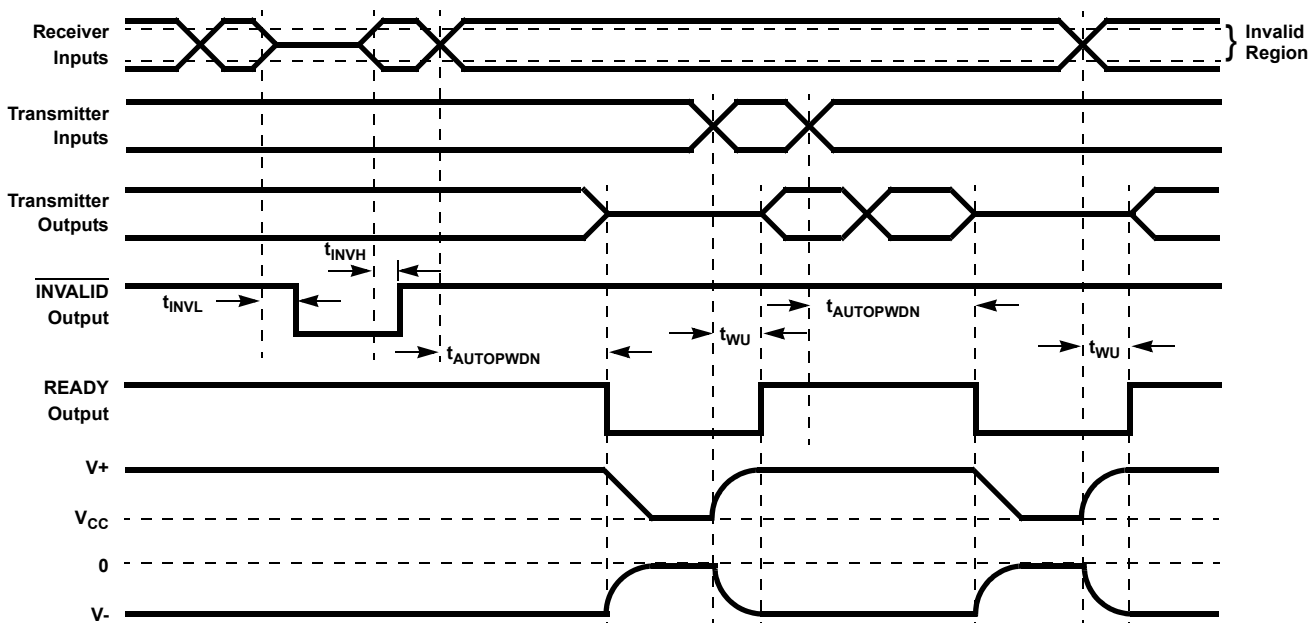 Receiver
Inputs
} Invalid
Region
Transmitter
Inputs
Transmitter
Outputs
tINVH
INVALID
Output
tINVL
tAUTOPWDN
tWU
tAUTOPWDN
tWU
READY
Output
V+
VCC
0
V-